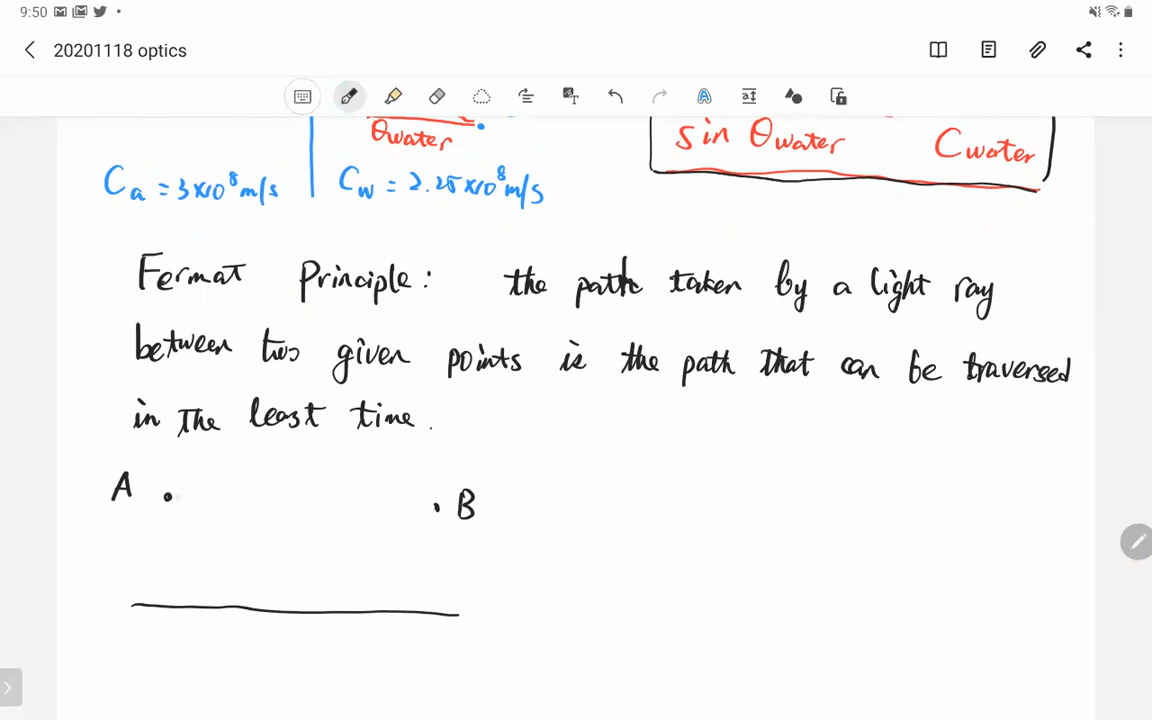 9:50
20201118 optics
θwater
sin θwater
Cwater
Ca = 3×10⁸ m/s
Cw = 2.25×10⁸ m/s
Fermat Principle: the path taken by a light ray
between two given points is the path that can be traversed
in the least time.
A
B